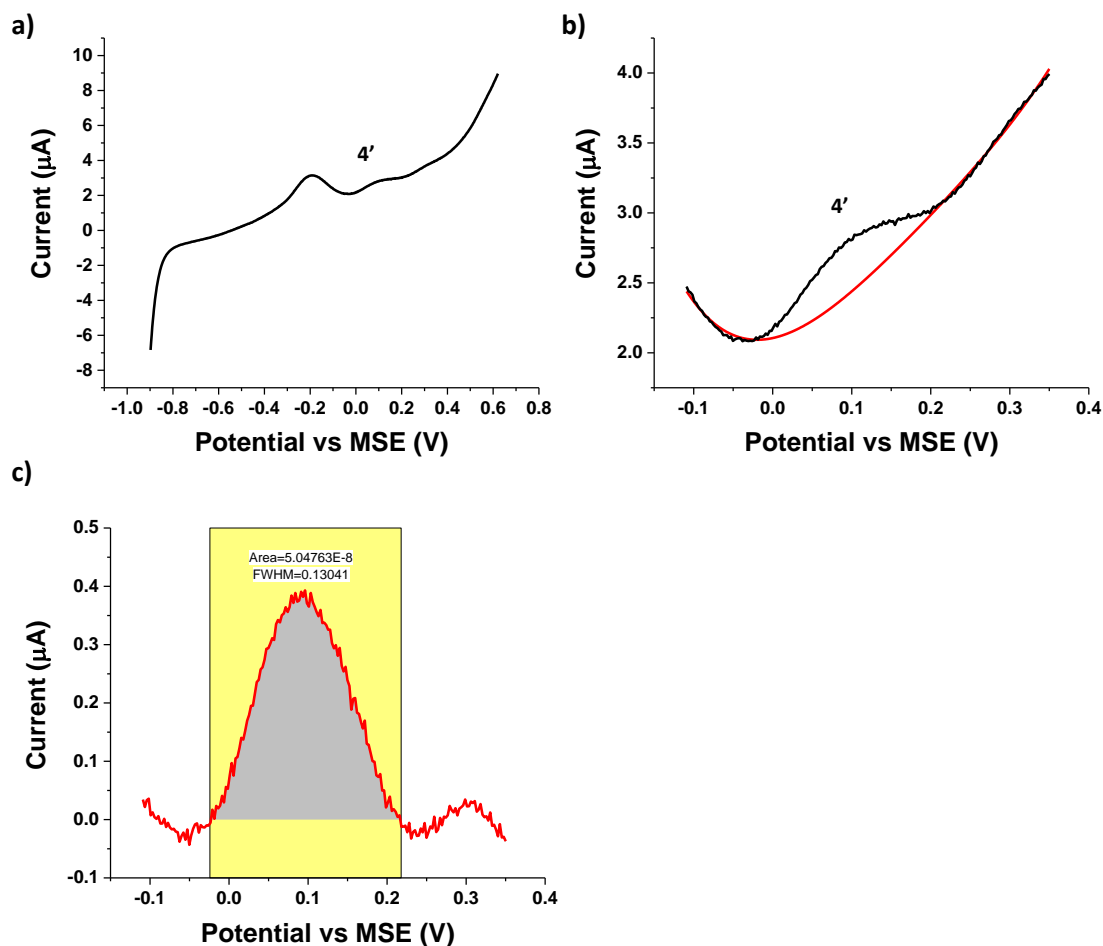 a)
10
8
6
4
2
0
-2
-4
-6
-8
Current (μA)
4’
-1.0 -0.8 -0.6 -0.4 -0.2 0.0 0.2 0.4 0.6 0.8
Potential vs MSE (V)
b)
4.0
3.5
3.0
2.5
2.0
Current (μA)
4’
-0.1 0.0 0.1 0.2 0.3 0.4
Potential vs MSE (V)
c)
0.5
0.4
0.3
0.2
0.1
0.0
-0.1
Current (μA)
Area=5.04763E-8
FWHM=0.13041
-0.1 0.0 0.1 0.2 0.3 0.4
Potential vs MSE (V)